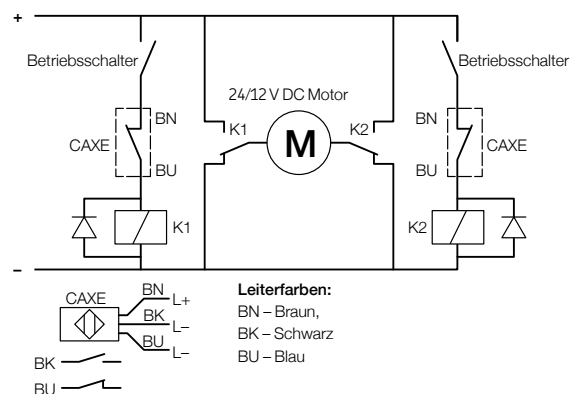 +
Betriebsschalter
Betriebsschalter
24/12 V DC Motor
BN
BN
K1
K2
CAXE
M
CAXE
BU
BU
K1
K2
–
CAXE
BN
L+
BK
L–
BU
L–
BK
BU
Leiterfarben:
BN – Braun,
BK – Schwarz
BU – Blau